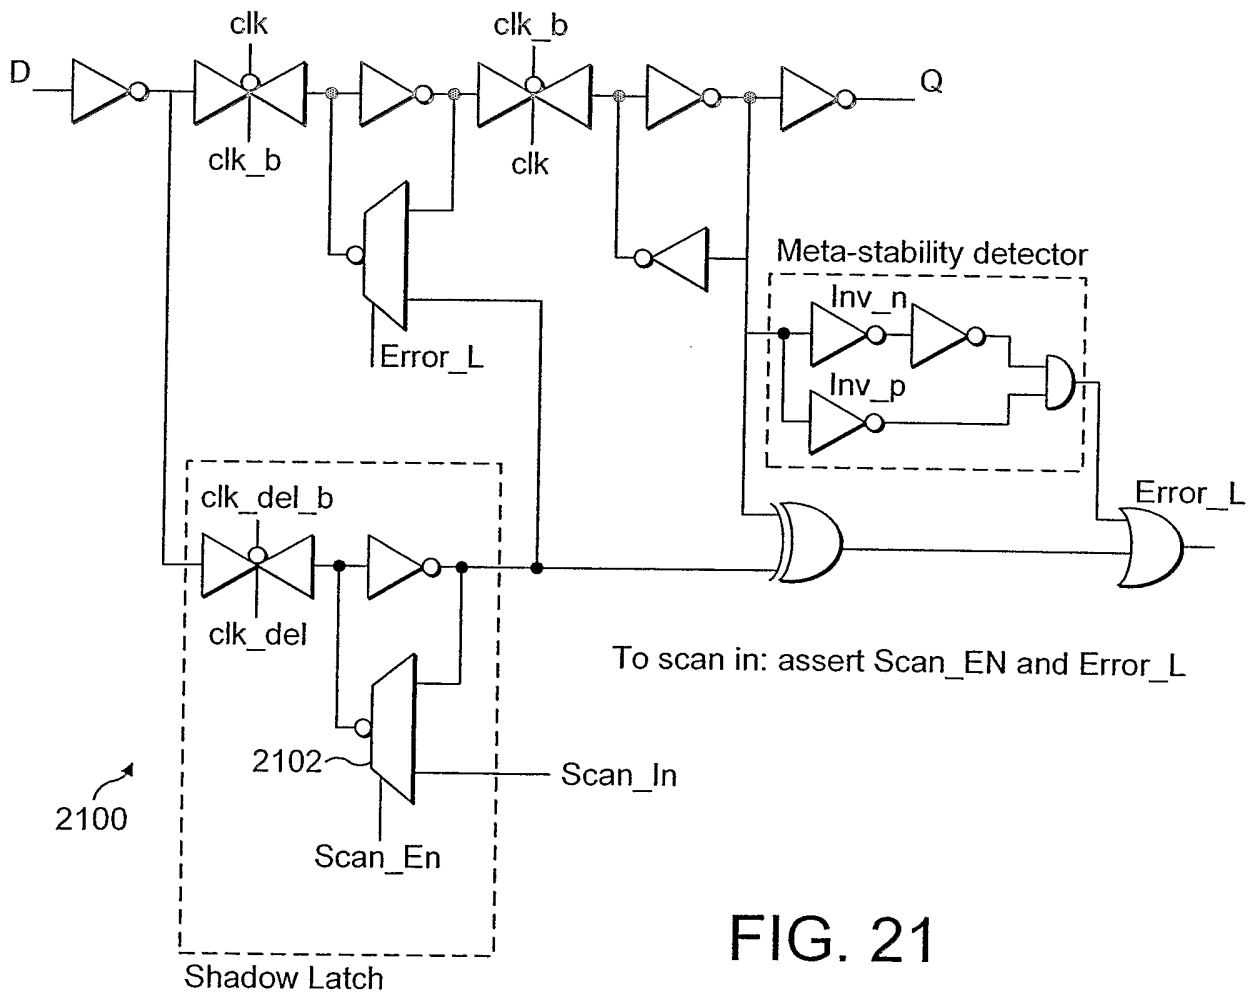 clk
clk_b
D
Q
clk_b
clk
Meta-stability detector
Inv_n
Error_L
Inv_p
clk_del_b
Error_L
clk_del
To scan in: assert Scan_EN and Error_L
2102
Scan_In
2100
Scan_En
FIG. 21
Shadow Latch